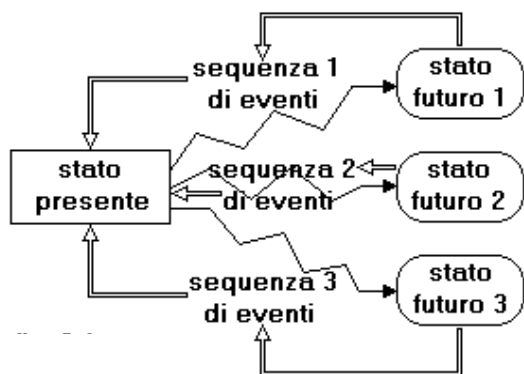 sequenza 1
di eventi
stato
futuro 1
stato
presente
sequenza 2
di eventi
stato
futuro 2
sequenza 3
di eventi
stato
futuro 3